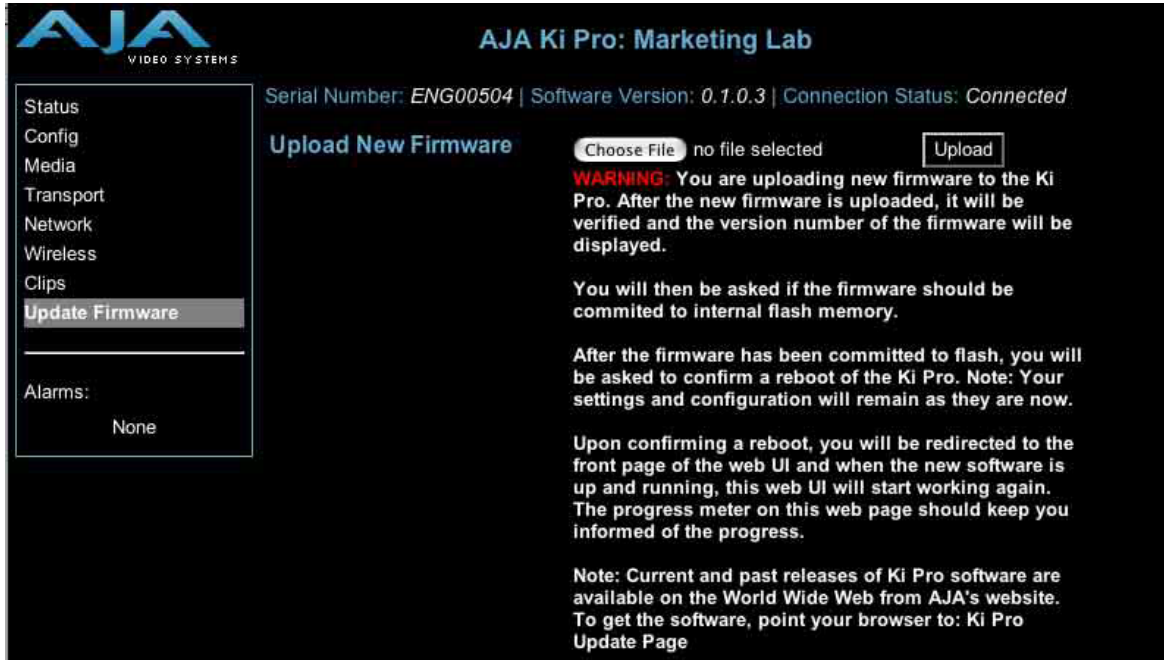 AJA
VIDEO SYSTEMS
AJA Ki Pro: Marketing Lab
Serial Number: ENG00504 | Software Version: 0.1.0.3 | Connection Status: Connected
Status
Config
Media
Transport
Network
Wireless
Clips
Update Firmware
Alarms:
None
Upload New Firmware
Choose File no file selected
Upload
WARNING: You are uploading new firmware to the Ki
Pro. After the new firmware is uploaded, it will be
verified and the version number of the firmware will be
displayed.
You will then be asked if the firmware should be
commited to internal flash memory.
After the firmware has been committed to flash, you will
be asked to confirm a reboot of the Ki Pro. Note: Your
settings and configuration will remain as they are now.
Upon confirming a reboot, you will be redirected to the
front page of the web UI and when the new software is
up and running, this web UI will start working again.
The progress meter on this web page should keep you
informed of the progress.
Note: Current and past releases of Ki Pro software are
available on the World Wide Web from AJA's website.
To get the software, point your browser to: Ki Pro
Update Page